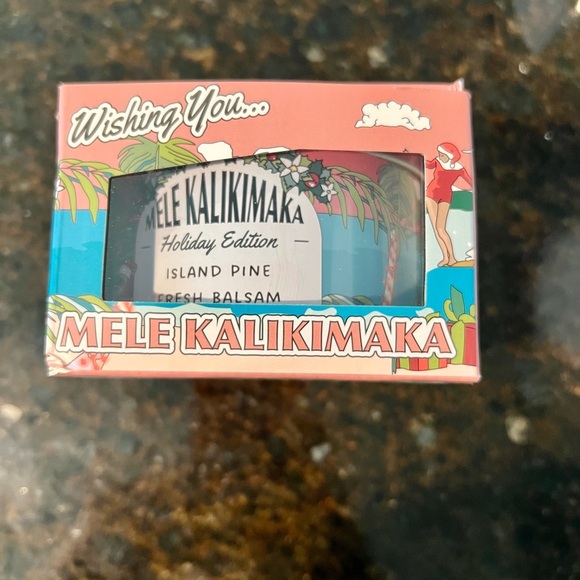 Wishing You...
MELE KALIKIMAKA
Holiday Edition
ISLAND PINE
FRESH BALSAM
MELE KALIKIMAKA